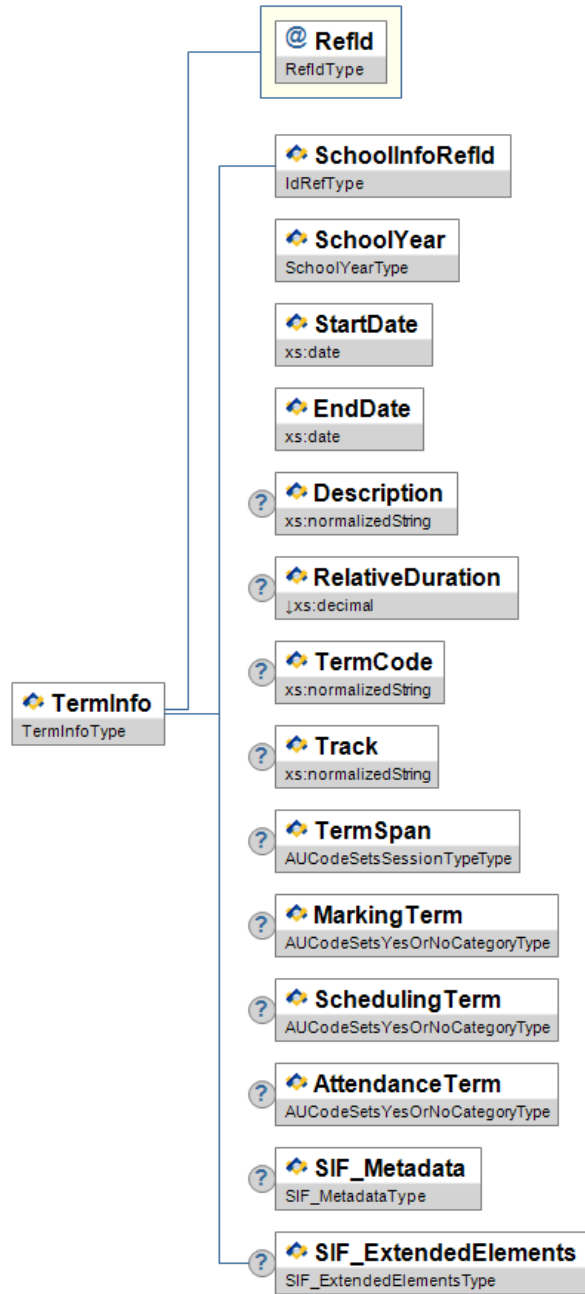 @ RefId
RefIdType
SchoolInfoRefId
IdRefType
SchoolYear
SchoolYearType
StartDate
xs:date
EndDate
xs:date
? Description
xs:normalizedString
? RelativeDuration
↓xs:decimal
? TermCode
xs:normalizedString
TermInfo
TermInfoType
? Track
xs:normalizedString
? TermSpan
AUCodeSetsSessionTypeType
? MarkingTerm
AUCodeSetsYesOrNoCategoryType
? SchedulingTerm
AUCodeSetsYesOrNoCategoryType
? AttendanceTerm
AUCodeSetsYesOrNoCategoryType
? SIF_Metadata
SIF_MetadataType
? SIF_ExtendedElements
SIF_ExtendedElementsType